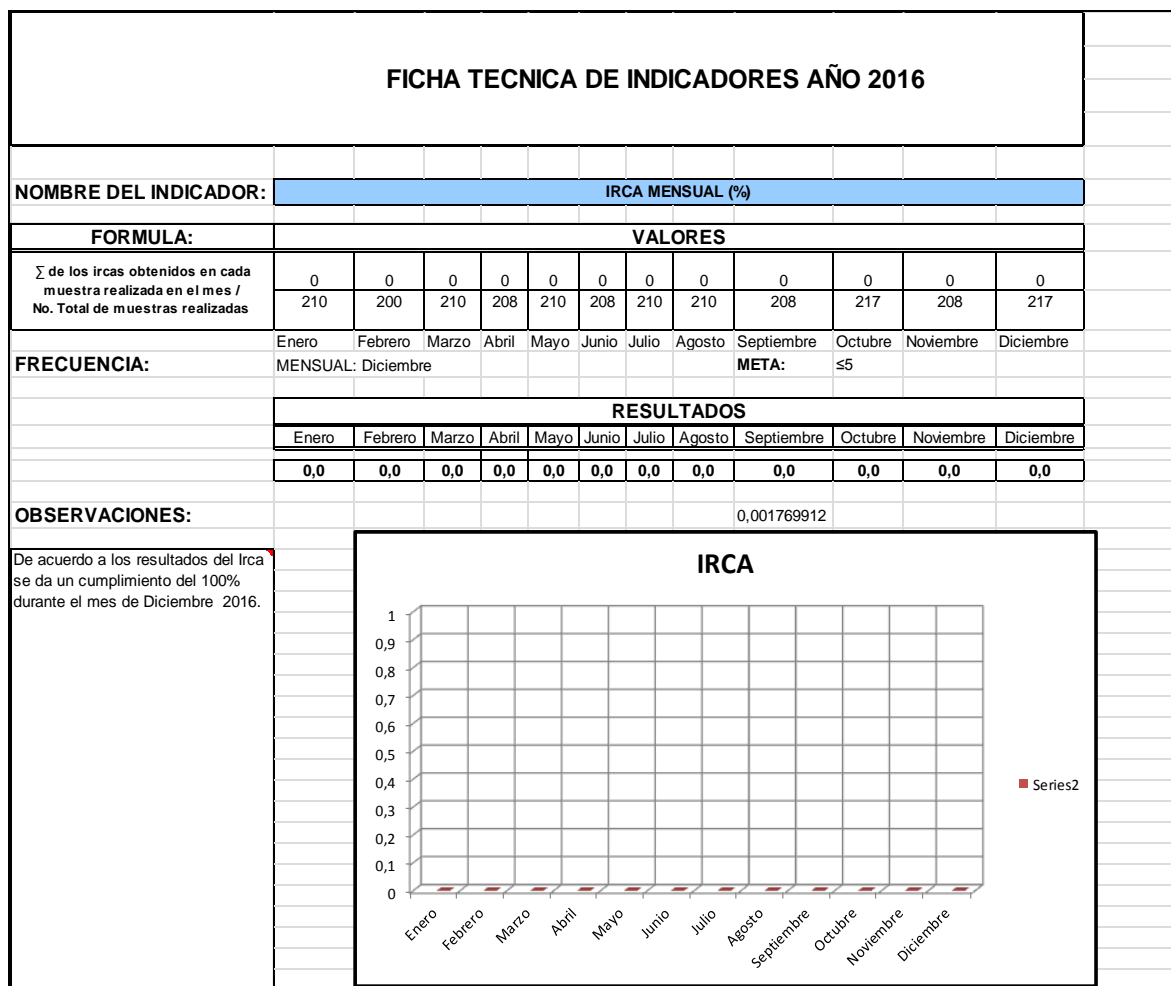 FICHA TECNICA DE INDICADORES AÑO 2016
NOMBRE DEL INDICADOR: IRCA MENSUAL (%)
FORMULA: VALORES
∑ de los ircas obtenidos en cada
muestra realizada en el mes /
No. Total de muestras realizadas
0 0 0 0 0 0 0 0 0 0 0 0
210 200 210 208 210 208 210 210 208 217 208 217
Enero Febrero Marzo Abril Mayo Junio Julio Agosto Septiembre Octubre Noviembre Diciembre
FRECUENCIA: MENSUAL: Diciembre META: ≤5
RESULTADOS
Enero Febrero Marzo Abril Mayo Junio Julio Agosto Septiembre Octubre Noviembre Diciembre
0,0 0,0 0,0 0,0 0,0 0,0 0,0 0,0 0,0 0,0 0,0 0,0
OBSERVACIONES: 0,001769912
De acuerdo a los resultados del Irca
se da un cumplimiento del 100%
durante el mes de Diciembre 2016.
IRCA
1
0,9
0,8
0,7
0,6
0,5
0,4
0,3
0,2
0,1
0
Enero Febrero Marzo Abril Mayo Junio Julio Agosto Septiembre Octubre Noviembre Diciembre
Series2